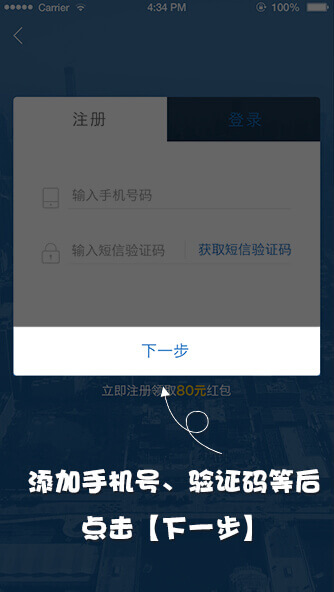 Carrier 4:34 PM 100%
注册 登录
输入手机号码
输入短信验证码 获取短信验证码
下一步
立即注册领取80元红包
添加手机号、验证码等后
点击【下一步】